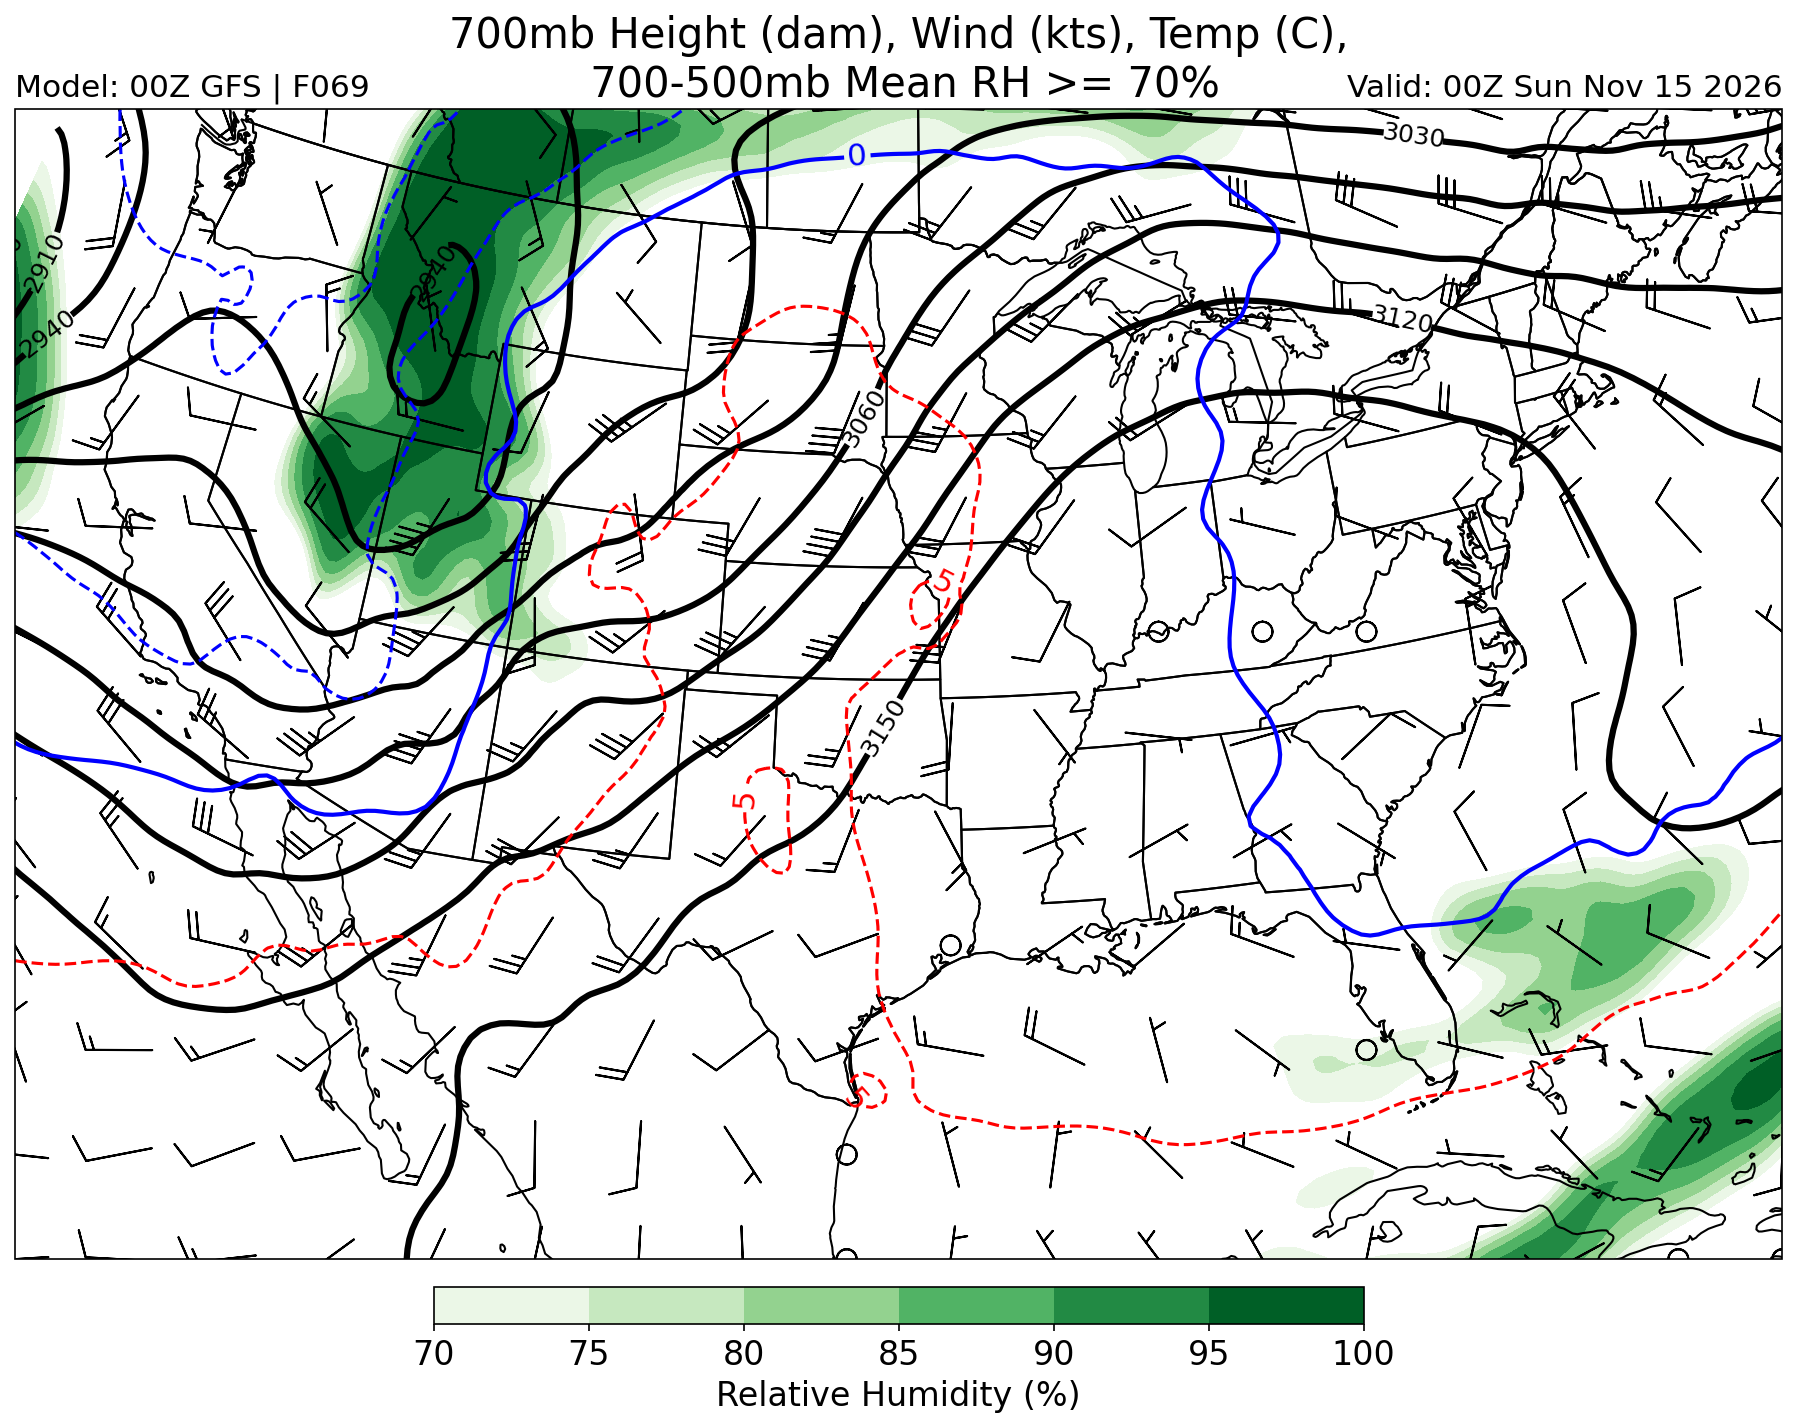 700mb Height (dam), Wind (kts), Temp (C),
Model: 00Z GFS | F069
700-500mb Mean RH >= 70%
Valid: 00Z Sun Nov 15 2026
3030
0
2910
2940
2940
3120
3060
5
3150
5
5
70 75 80 85 90 95 100
Relative Humidity (%)